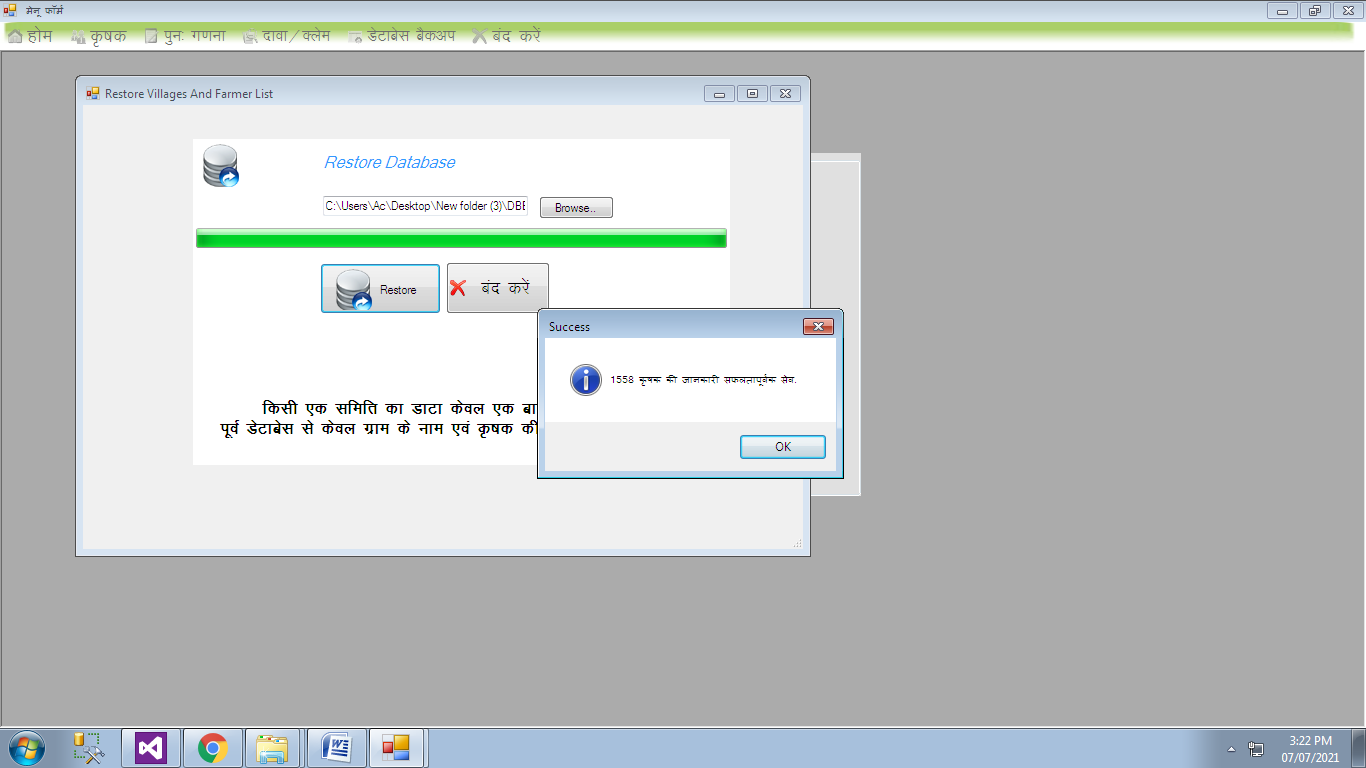 मेनू फॉर्म
होम कृषक पुनः गणना दावा/क्लेम डेटाबेस बैकअप बंद करें
Restore Villages And Farmer List
Restore Database
C:\Users\Ac\Desktop\New folder (3)\DBE
Browse..
Restore
बंद करें
Success
1558 कृषक की जानकारी सफलतापूर्वक सेव.
OK
किसी एक समिति का डाटा केवल एक बा
पूर्व डेटाबेस से केवल ग्राम के नाम एवं कृषक की
3:22 PM
07/07/2021